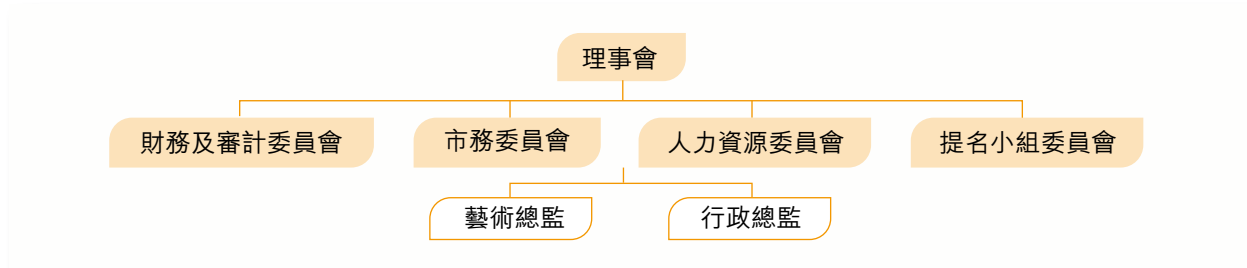 理事會
財務及審計委員會
市務委員會
人力資源委員會
提名小組委員會
藝術總監
行政總監